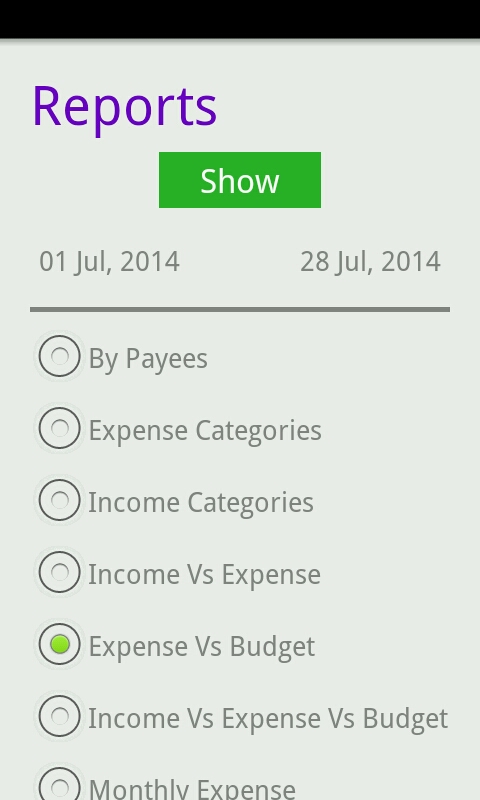 Reports
Show
01 Jul, 2014 28 Jul, 2014
By Payees
Expense Categories
Income Categories
Income Vs Expense
Expense Vs Budget
Income Vs Expense Vs Budget
Monthly Expense